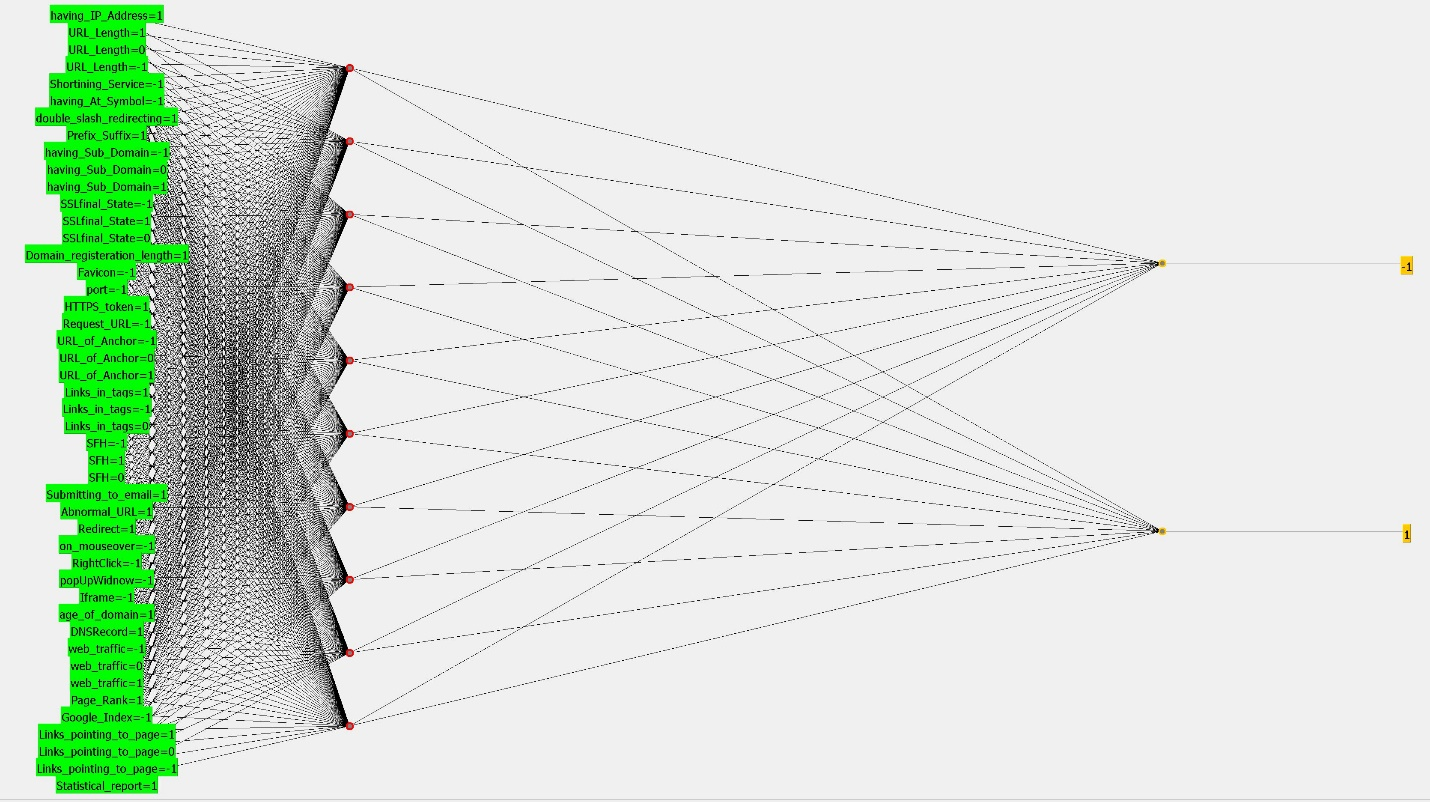 having_IP_Address=1
URL_Length=1
URL_Length=0
URL_Length=-1
Shortining_Service=-1
having_At_Symbol=-1
double_slash_redirecting=1
Prefix_Suffix=1
having_Sub_Domain=-1
having_Sub_Domain=0
having_Sub_Domain=1
SSLfinal_State=-1
SSLfinal_State=1
SSLfinal_State=0
Domain_registeration_length=1
Favicon=-1
port=-1
HTTPS_token=1
Request_URL=-1
URL_of_Anchor=-1
URL_of_Anchor=0
URL_of_Anchor=1
Links_in_tags=1
Links_in_tags=-1
Links_in_tags=0
SFH=-1
SFH=1
SFH=0
Submitting_to_email=1
Abnormal_URL=1
Redirect=1
on_mouseover=-1
RightClick=-1
popUpWidnow=-1
Iframe=-1
age_of_domain=1
DNSRecord=1
web_traffic=-1
web_traffic=0
web_traffic=1
Page_Rank=1
Google_Index=-1
Links_pointing_to_page=1
Links_pointing_to_page=0
Links_pointing_to_page=-1
Statistical_report=1
-1
1